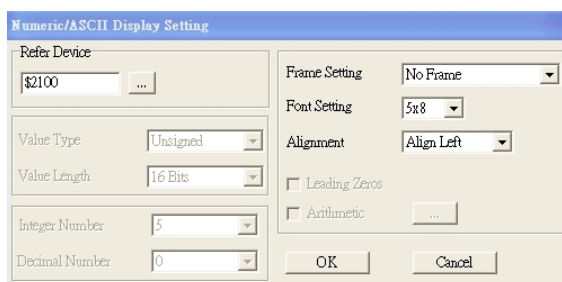 Numeric/ASCII Display Setting
Refer Device
$2100
...
Value Type
Unsigned
Value Length
16 Bits
Integer Number
5
Decimal Number
0
Frame Setting
No Frame
Font Setting
5x8
Alignment
Align Left
Leading Zeros
Arithmetic
...
OK
Cancel